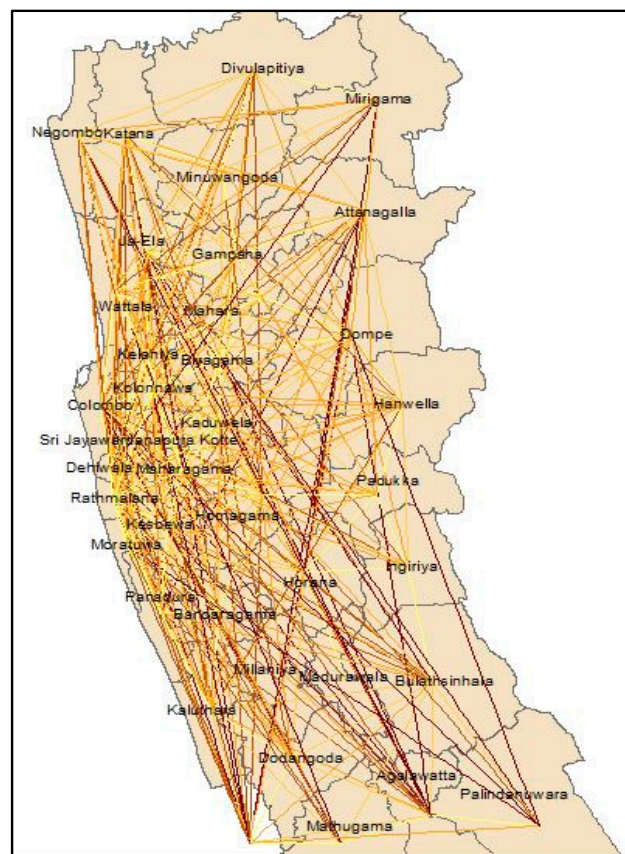 Divulapitiya
Mirigama
Negombo Katana
Minuwangoda
Attanagalla
Ja-Ela
Gampaha
Wattala
Mahara
Dompe
Kelaniya
Biyagama
Kolonnawa
Colombo
Hanwella
Kaduwela
Sri Jayawardanapura Kotte
Dehiwala
Maharagama
Padukka
Rathmalana
Homagama
Kesbewa
Moratuwa
Ingiriya
Horana
Panadura
Bandaragama
Millaniya
Madurawala
Bulathsinhala
Kaluthara
Dodangoda
Agalawatta
Palindanuwara
Mathugama